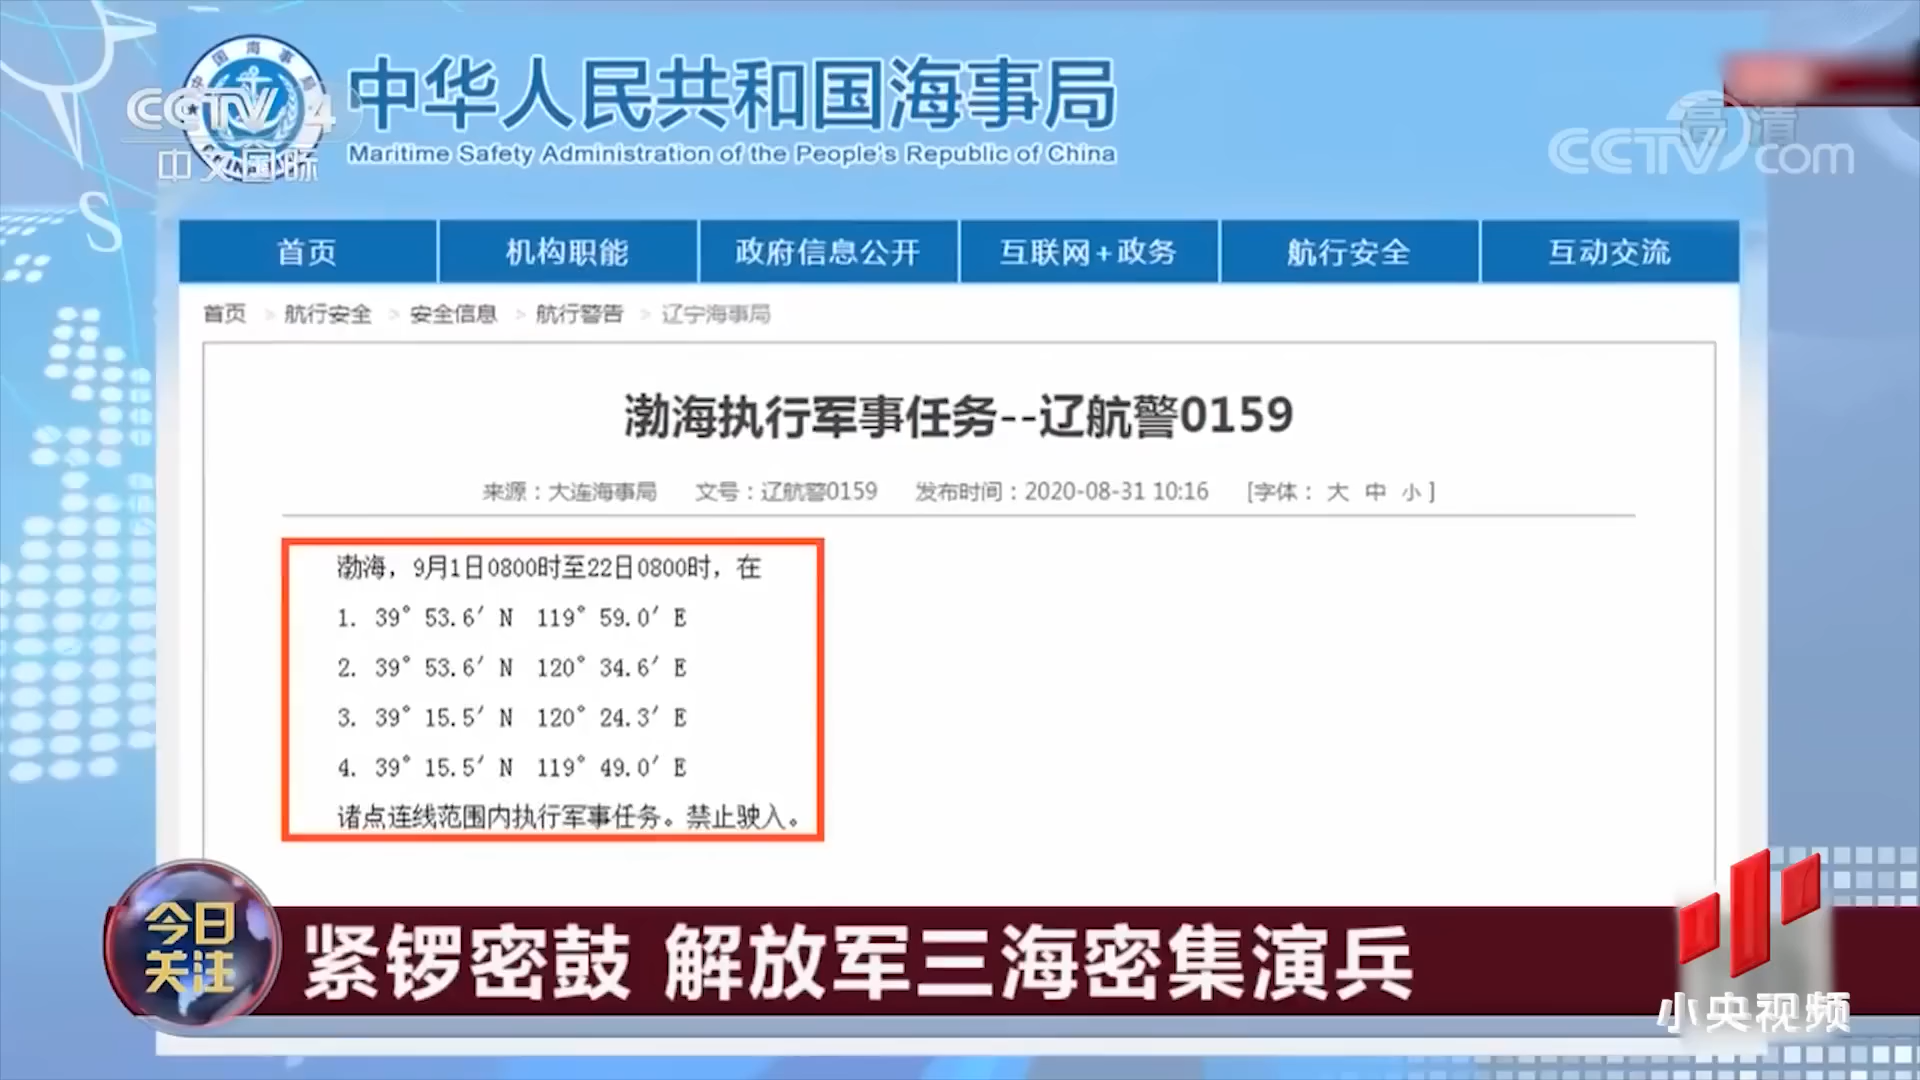 中国海事局
中华人民共和国海事局
Maritime Safety Administration of the People's Republic of China
CCTV 4
中文国际
高清
CCTV com
S
首页 机构职能 政府信息公开 互联网+政务 航行安全 互动交流
首页 > 航行安全 > 安全信息 > 航行警告 > 辽宁海事局
渤海执行军事任务--辽航警0159
来源：大连海事局 文号：辽航警0159 发布时间：2020-08-31 10:16 [字体： 大 中 小 ]
渤海，9月1日0800时至22日0800时，在
1. 39° 53.6′ N 119° 59.0′ E
2. 39° 53.6′ N 120° 34.6′ E
3. 39° 15.5′ N 120° 24.3′ E
4. 39° 15.5′ N 119° 49.0′ E
诸点连线范围内执行军事任务。禁止驶入。
今日
关注
紧锣密鼓 解放军三海密集演兵
小央视频